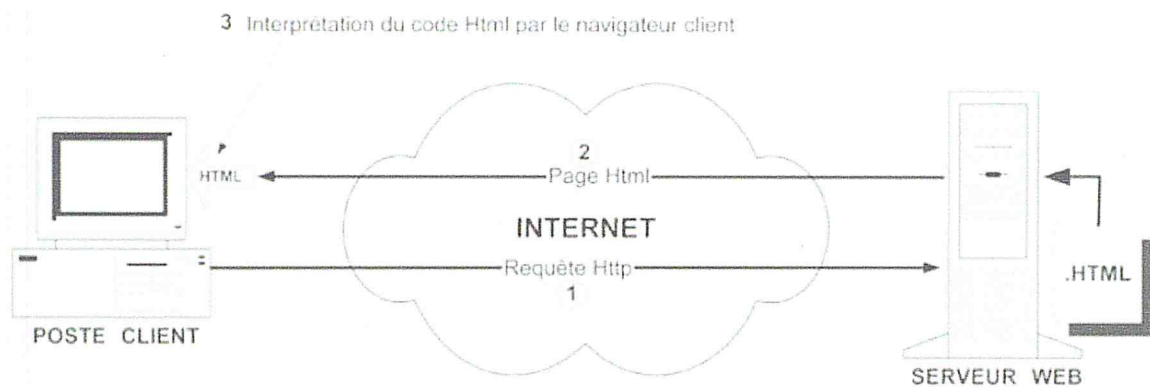 3 Interprétation du code Html par le navigateur client
2
HTML
Page Html
INTERNET
Requête Http
1
.HTML
POSTE CLIENT
SERVEUR WEB